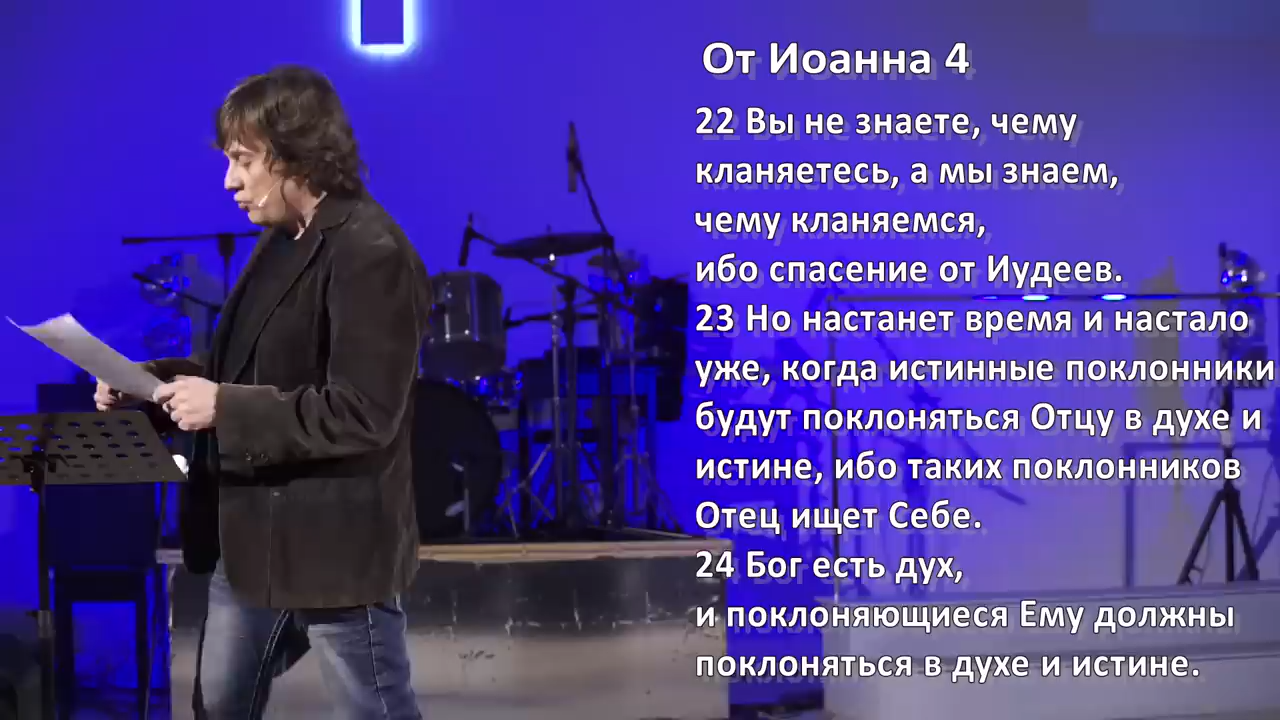 От Иоанна 4
22 Вы не знаете, чему
кланяетесь, а мы знаем,
чему кланяемся,
ибо спасение от Иудеев.
23 Но настанет время и настало
уже, когда истинные поклонники
будут поклоняться Отцу в духе и
истине, ибо таких поклонников
Отец ищет Себе.
24 Бог есть дух,
и поклоняющиеся Ему должны
поклоняться в духе и истине.